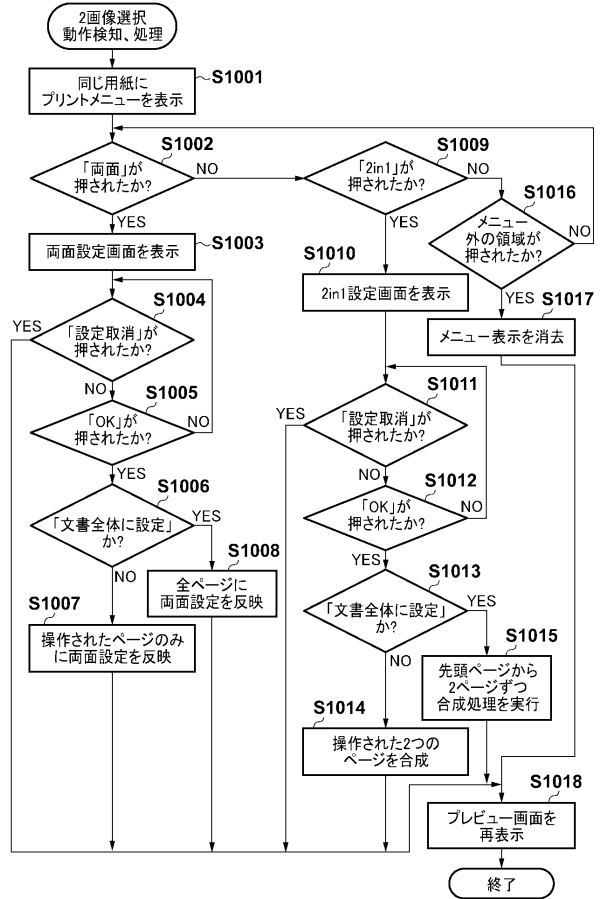 2画像選択
動作検知、処理
S1001
同じ用紙に
プリントメニューを表示
S1002
「両面」が
押されたか?
NO
YES
S1003
両面設定画面を表示
S1004
YES
「設定取消」が
押されたか?
NO
S1005
「OK」が
押されたか?
NO
YES
S1006
「文書全体に設定」
か?
YES
NO
S1008
全ページに
両面設定を反映
S1007
操作されたページのみ
に両面設定を反映
S1009
「2in1」が
押されたか?
NO
YES
S1010
2in1設定画面を表示
S1011
YES
「設定取消」が
押されたか?
NO
S1012
「OK」が
押されたか?
NO
YES
S1013
「文書全体に設定」
か?
YES
NO
S1015
先頭ページから
2ページずつ
合成処理を実行
S1014
操作された2つの
ページを合成
S1016
メニュー
外の領域が
押されたか?
NO
YES
S1017
メニュー表示を消去
S1018
プレビュー画面を
再表示
終了